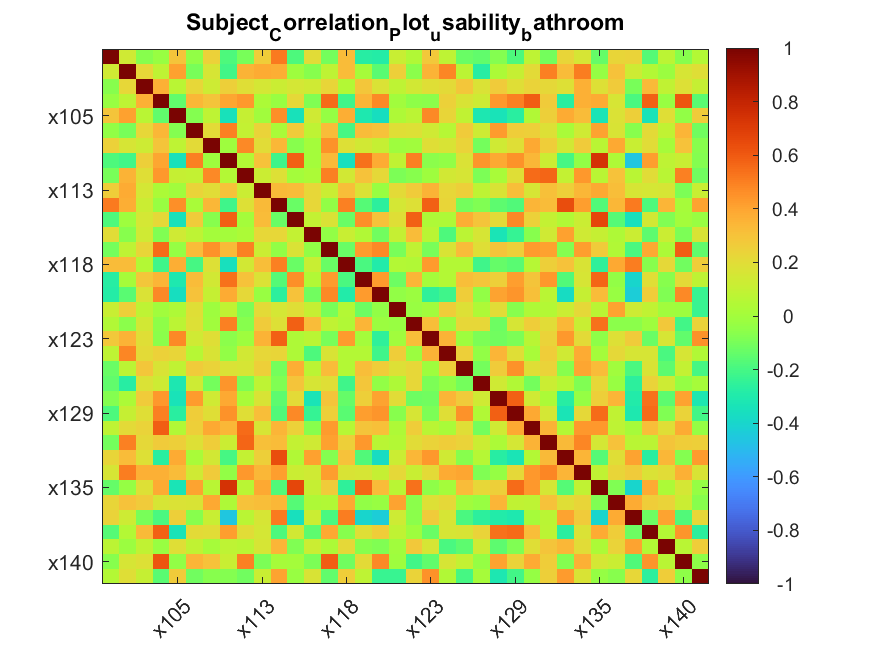 Subject_Correlation_Plot_usability_bathroom
x105
x113
x118
x123
x129
x135
x140
x105
x113
x118
x123
x129
x135
x140
1
0.8
0.6
0.4
0.2
0
-0.2
-0.4
-0.6
-0.8
-1